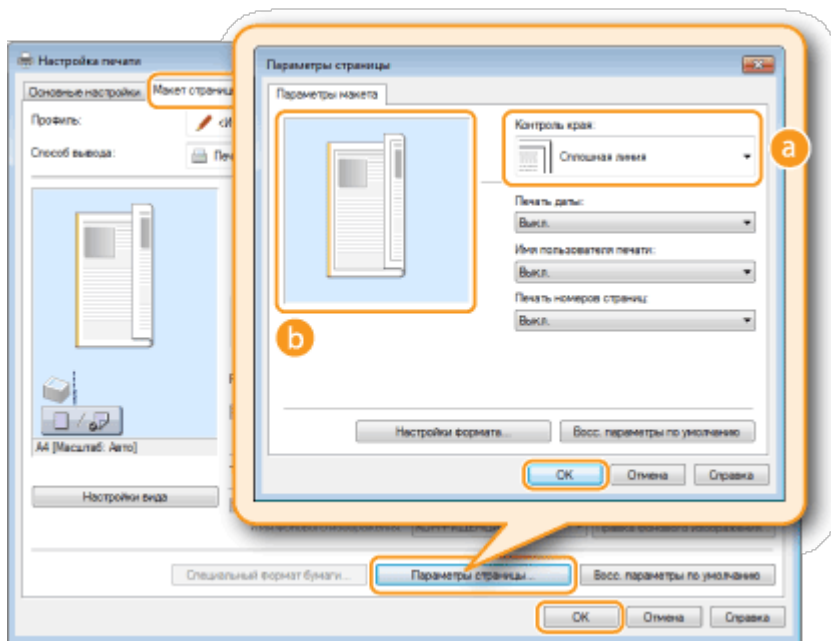 Настройка печати
Основные настройки
Макет страницы
Профиль:
Способ вывода:
A4 [Масштаб: Авто]
Настройки вида
Специальный формат бумаги...
Параметры страницы...
Восс. параметры по умолчанию
OK
Отмена
Справка
Параметры страницы
Параметры макета
Контроль края:
Сплошная линия
a
Печать даты:
Выкл.
Имя пользователя печати:
Выкл.
Печать номеров страниц:
Выкл.
b
Настройки формата...
Восс. параметры по умолчанию
OK
Отмена
Справка